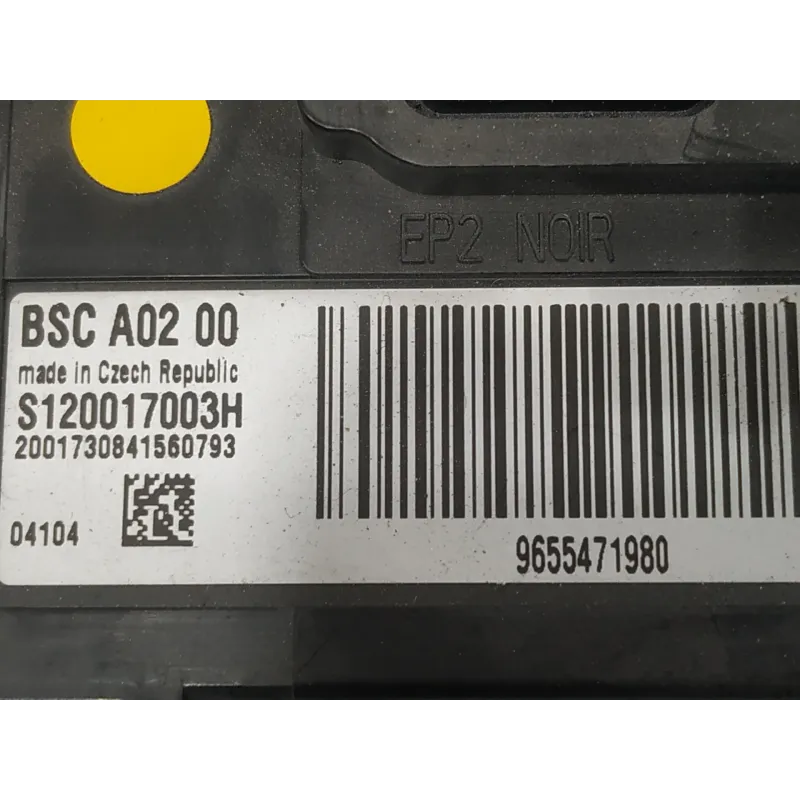 EP2 NOIR
BSC A02 00
made in Czech Republic
S120017003H
2001730841560793
04104
9655471980